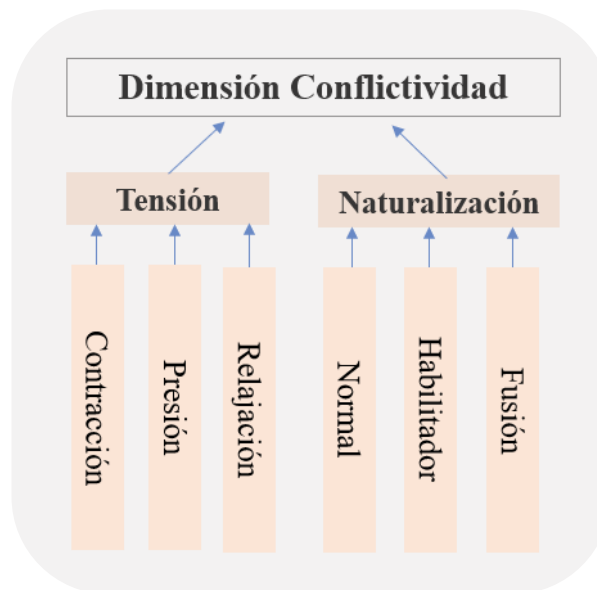 Dimensión Conflictividad
Tensión
Naturalización
Contracción
Presión
Relajación
Normal
Habilitador
Fusión